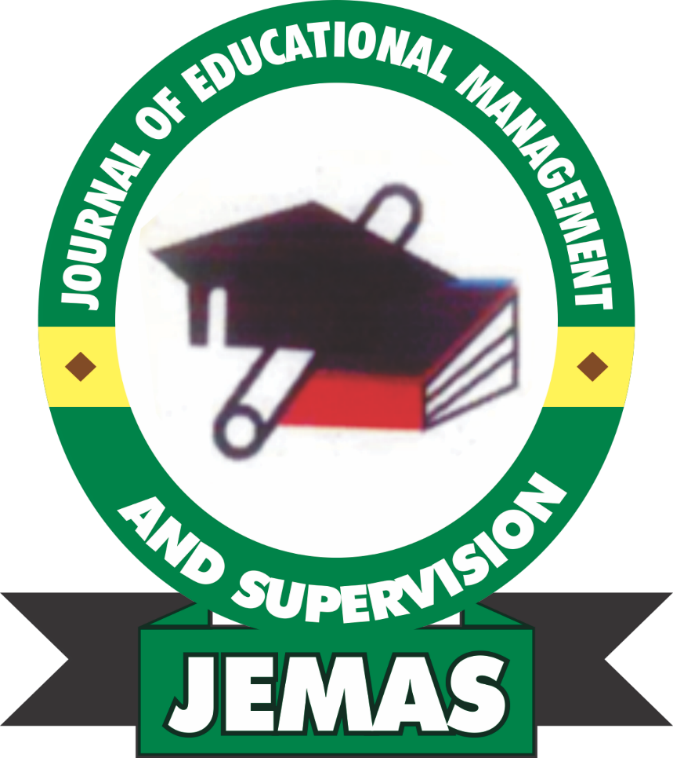 JOURNAL OF EDUCATIONAL MANAGEMENT
AND SUPERVISION
JEMAS